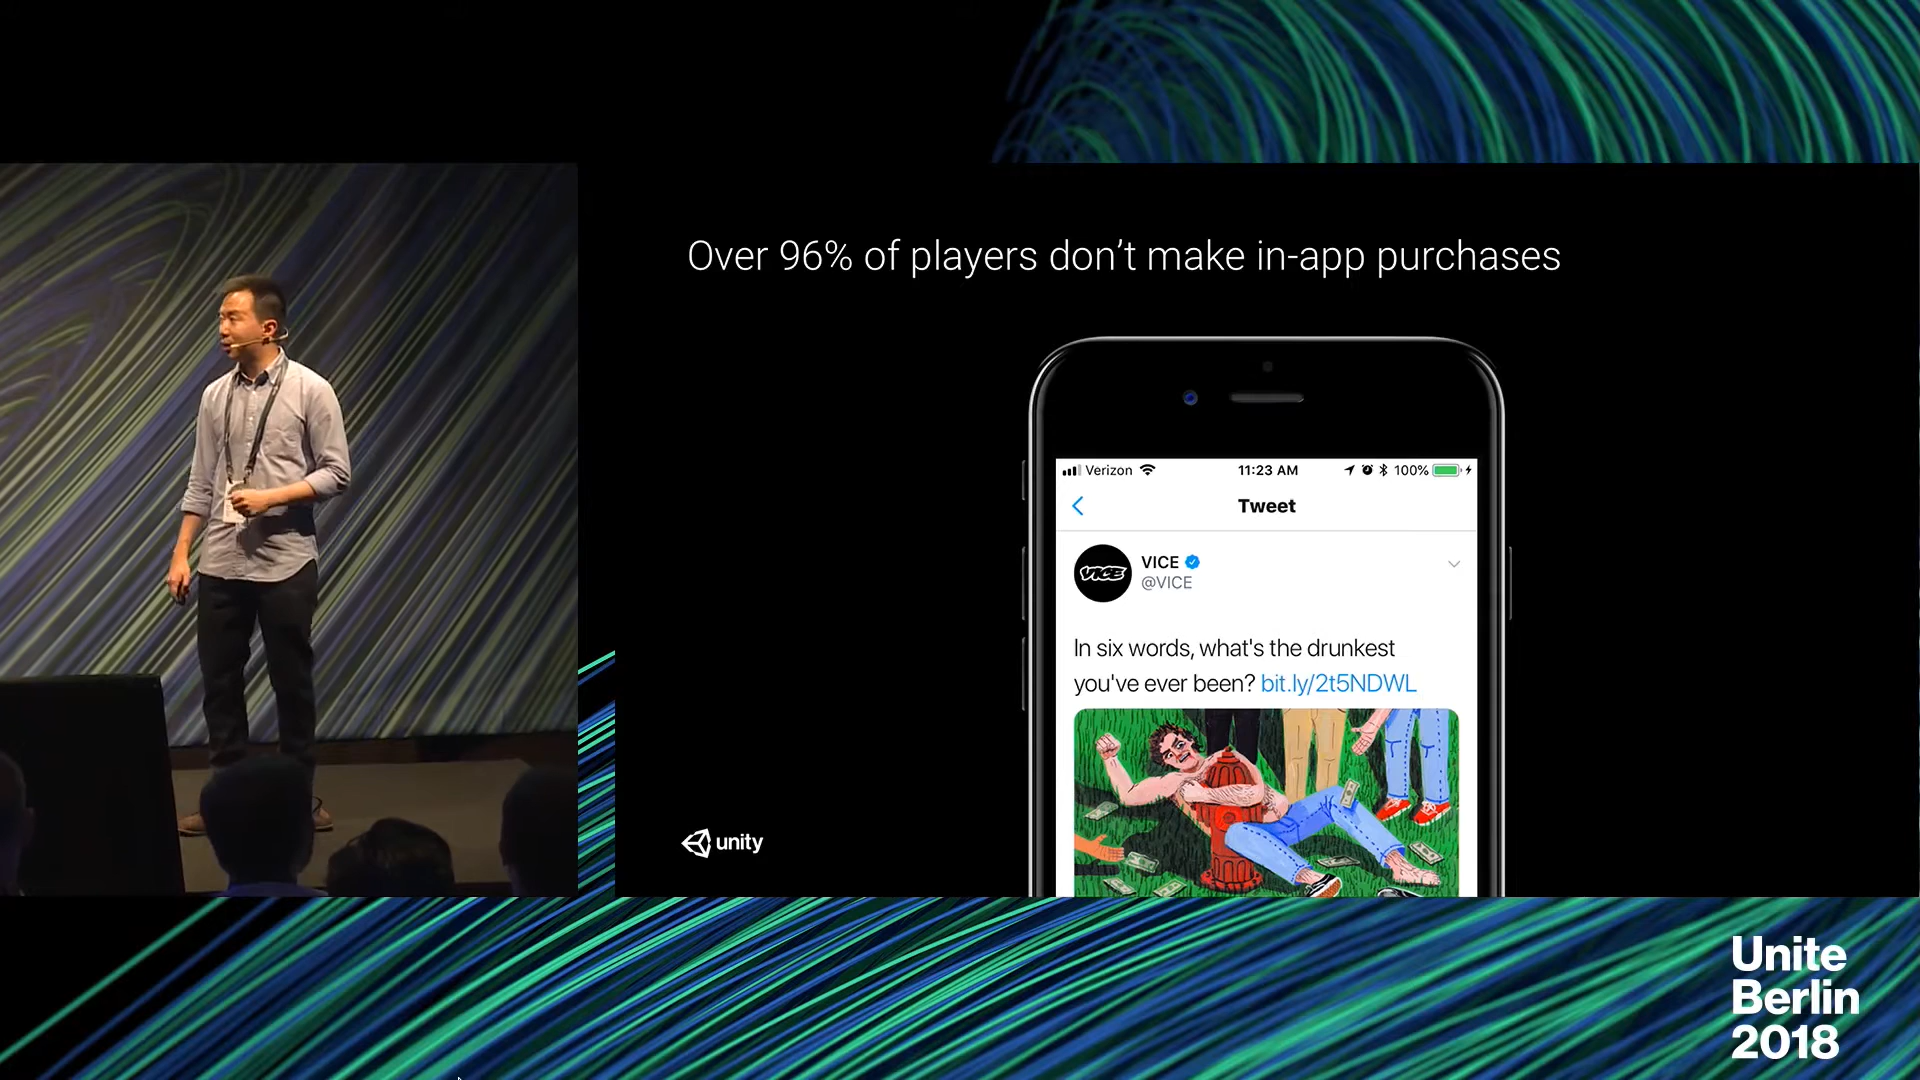 Over 96% of players don’t make in-app purchases
Verizon
11:23 AM
100%
Tweet
VICE
VICE
@VICE
In six words, what's the drunkest
you've ever been? bit.ly/2t5NDWL
unity
Unite
Berlin
2018